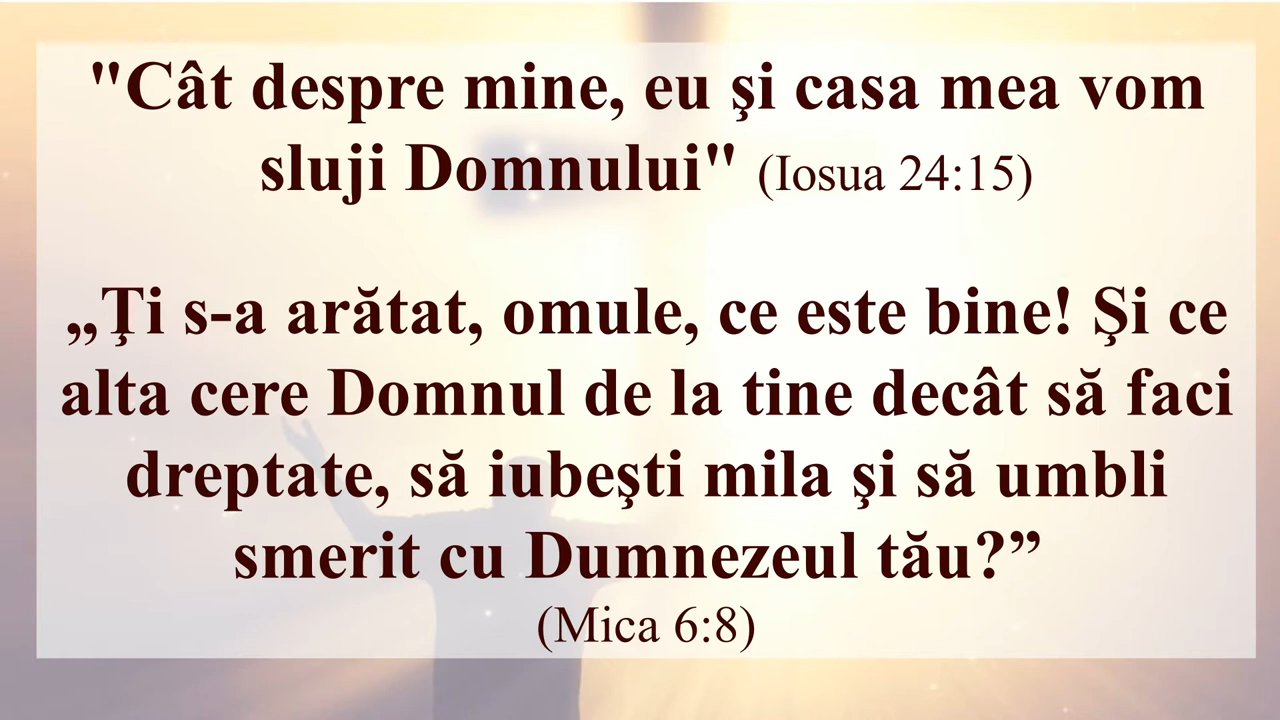 "Cât despre mine, eu şi casa mea vom
sluji Domnului" (Iosua 24:15)
„Ţi s-a arătat, omule, ce este bine! Şi ce
alta cere Domnul de la tine decât să faci
dreptate, să iubeşti mila şi să umbli
smerit cu Dumnezeul tău?”
(Mica 6:8)